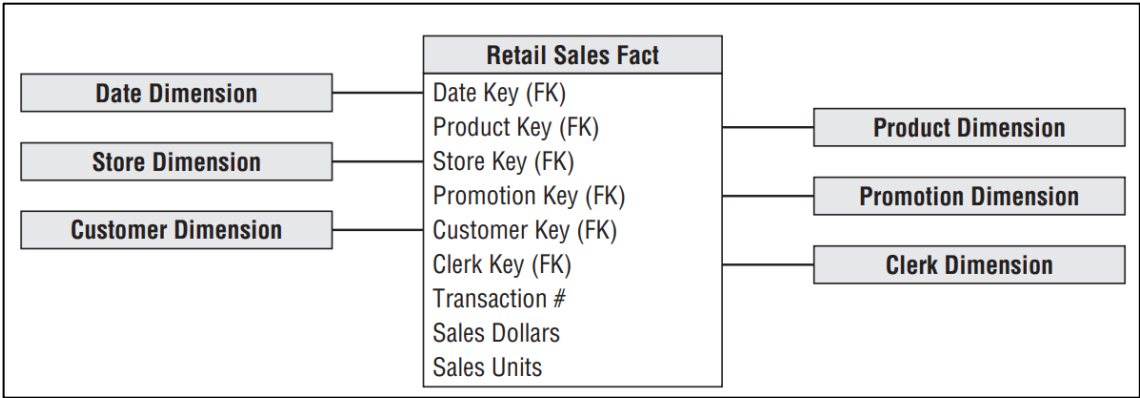 Retail Sales Fact
Date Dimension
Date Key (FK)
Product Key (FK)
Product Dimension
Store Dimension
Store Key (FK)
Promotion Key (FK)
Promotion Dimension
Customer Dimension
Customer Key (FK)
Clerk Key (FK)
Clerk Dimension
Transaction #
Sales Dollars
Sales Units